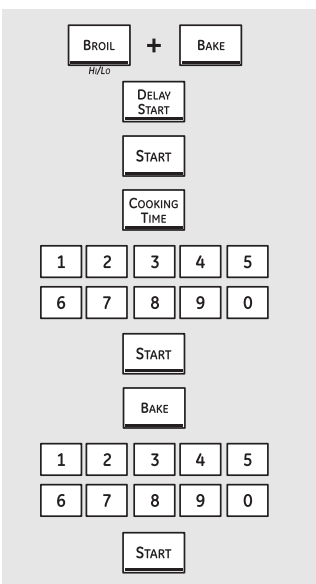 BROIL + BAKE
HI/LO
DELAY
START
START
COOKING
TIME
1 2 3 4 5
6 7 8 9 0
START
BAKE
1 2 3 4 5
6 7 8 9 0
START